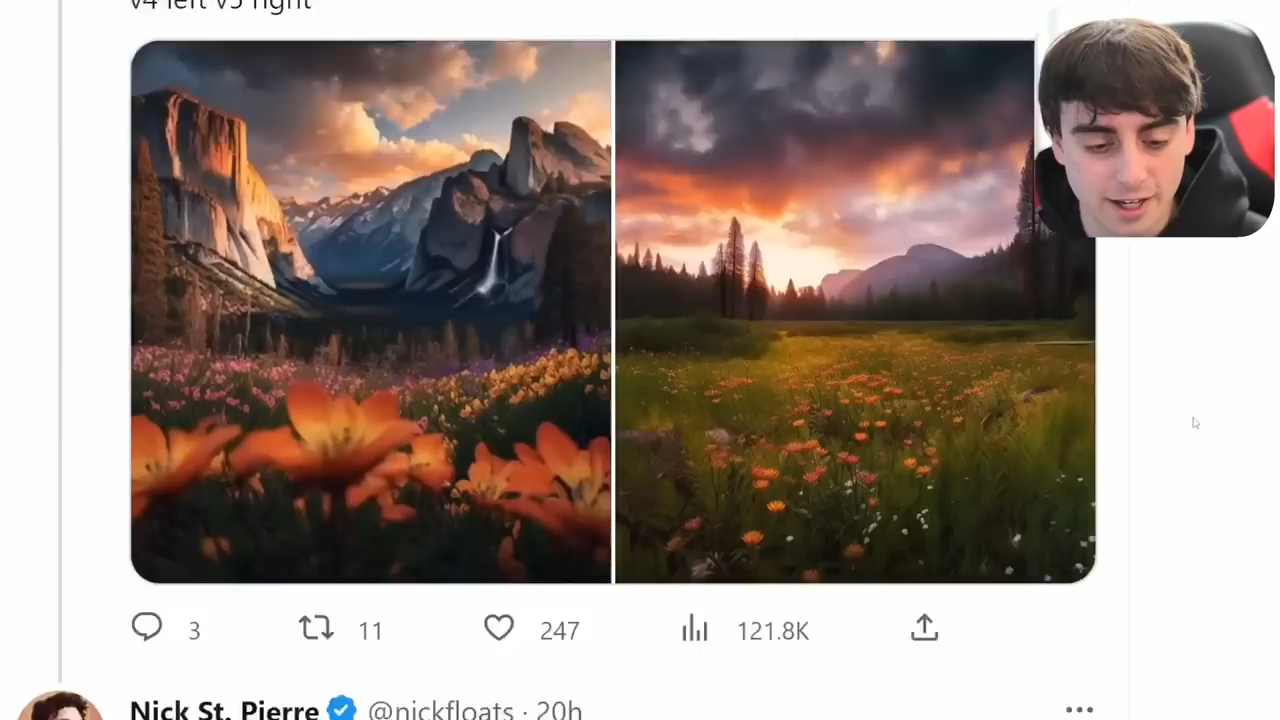 v4 left v5 right
3 11 247 121.8K
Nick St. Pierre @nickfloats · 20h